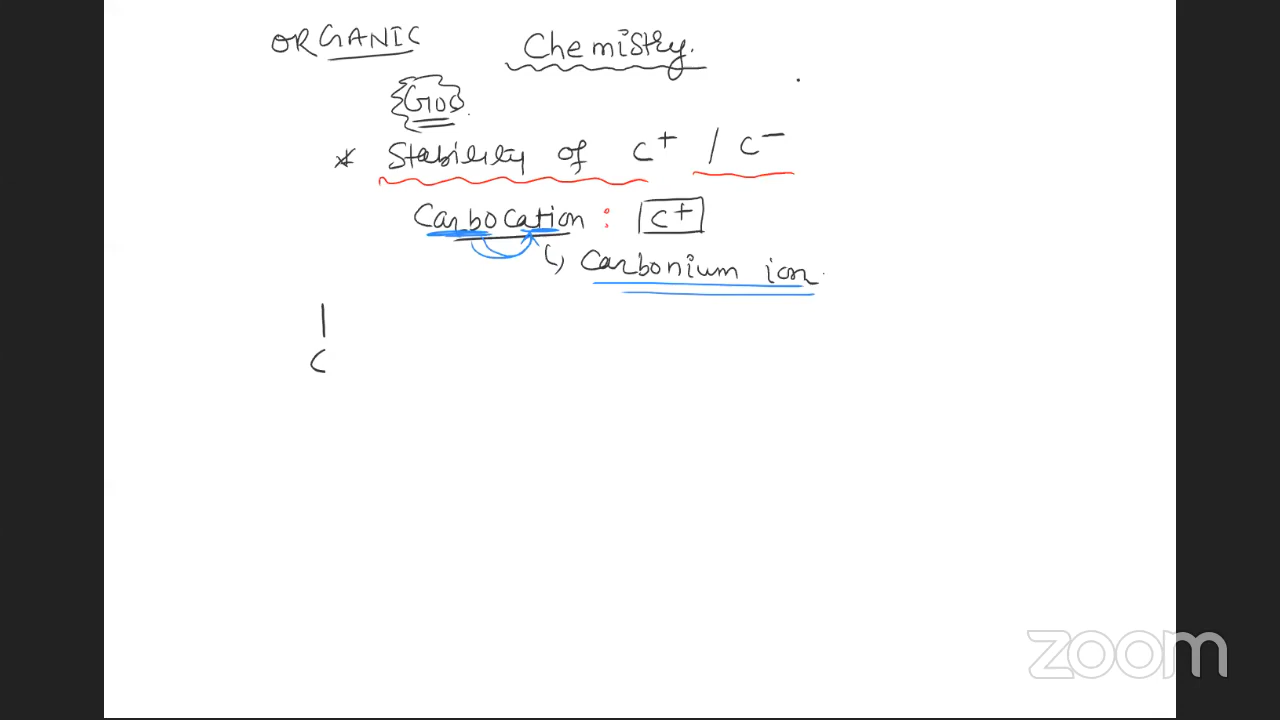 ORGANIC Chemistry.
GOC
* Stability of C+ / C−
Carbocation : C+
↳ Carbonium ion
C
zoom